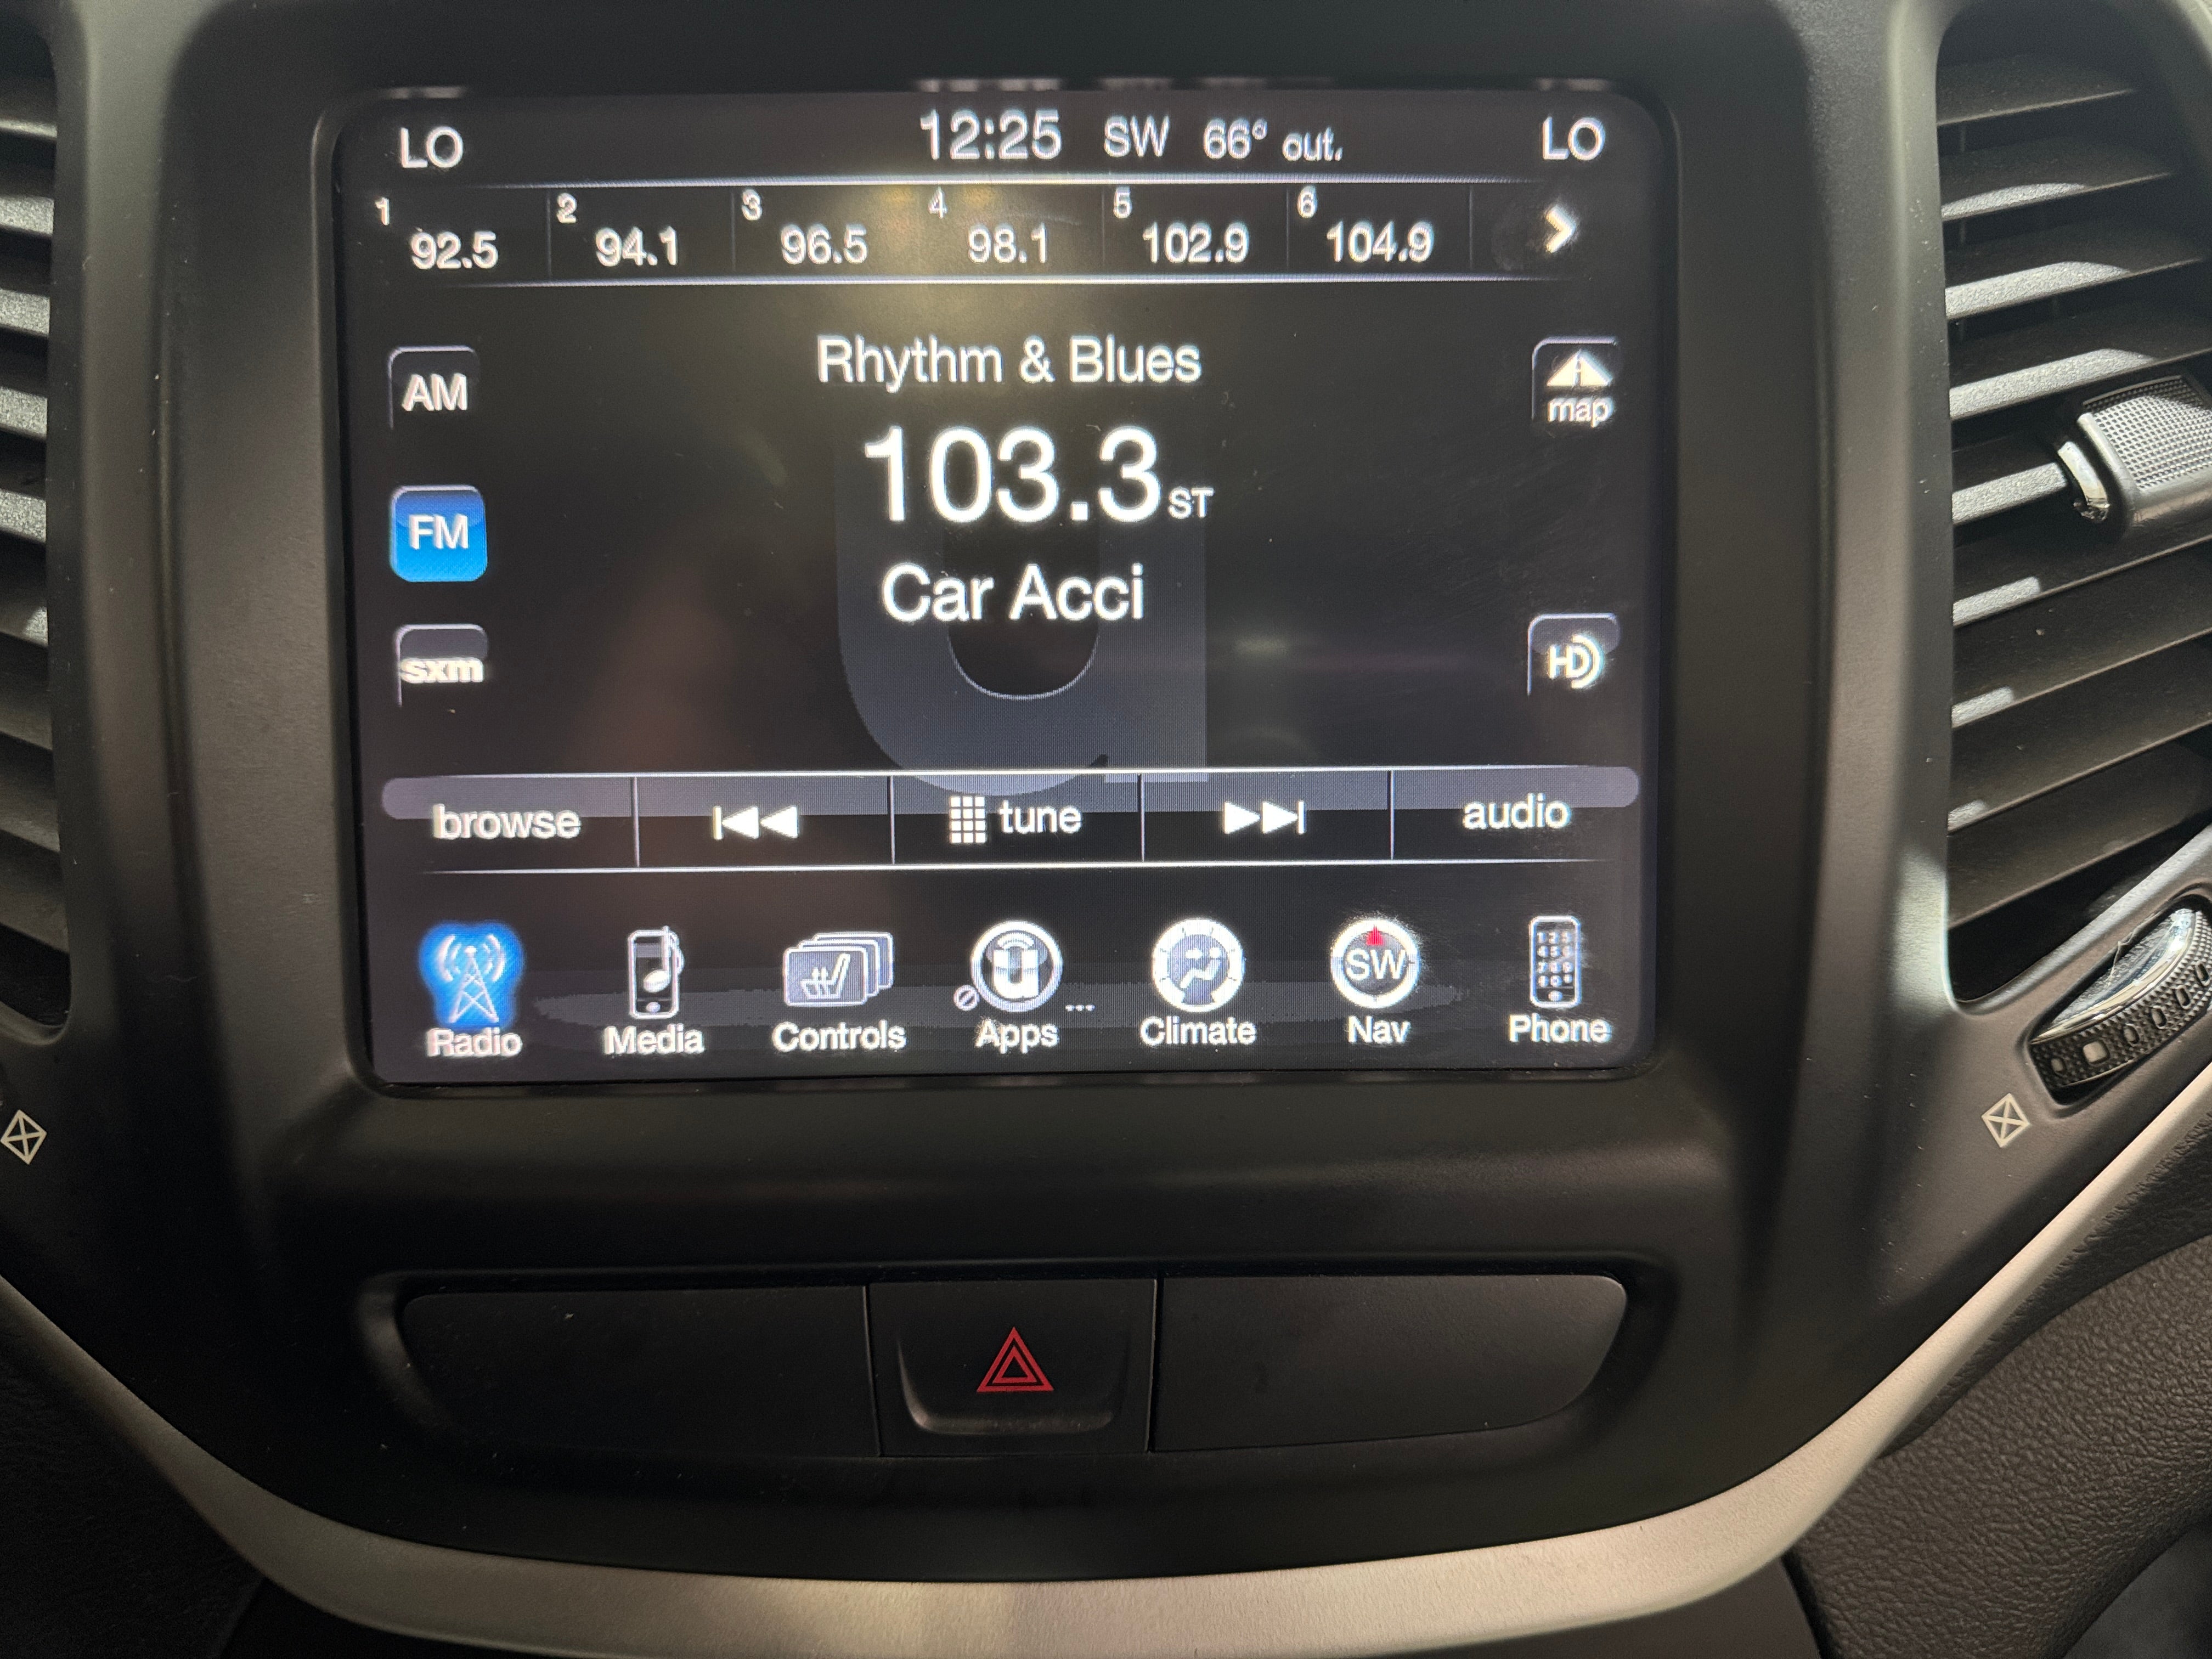 LO 12:25 SW 66° out. LO
1 2 3 4 5 6
92.5 94.1 96.5 98.1 102.9 104.9
Rhythm & Blues
AM
map
103.3 ST
FM
Car Acci
sxm
HD
browse tune audio
SW
Radio Media Controls Apps ... Climate Nav Phone